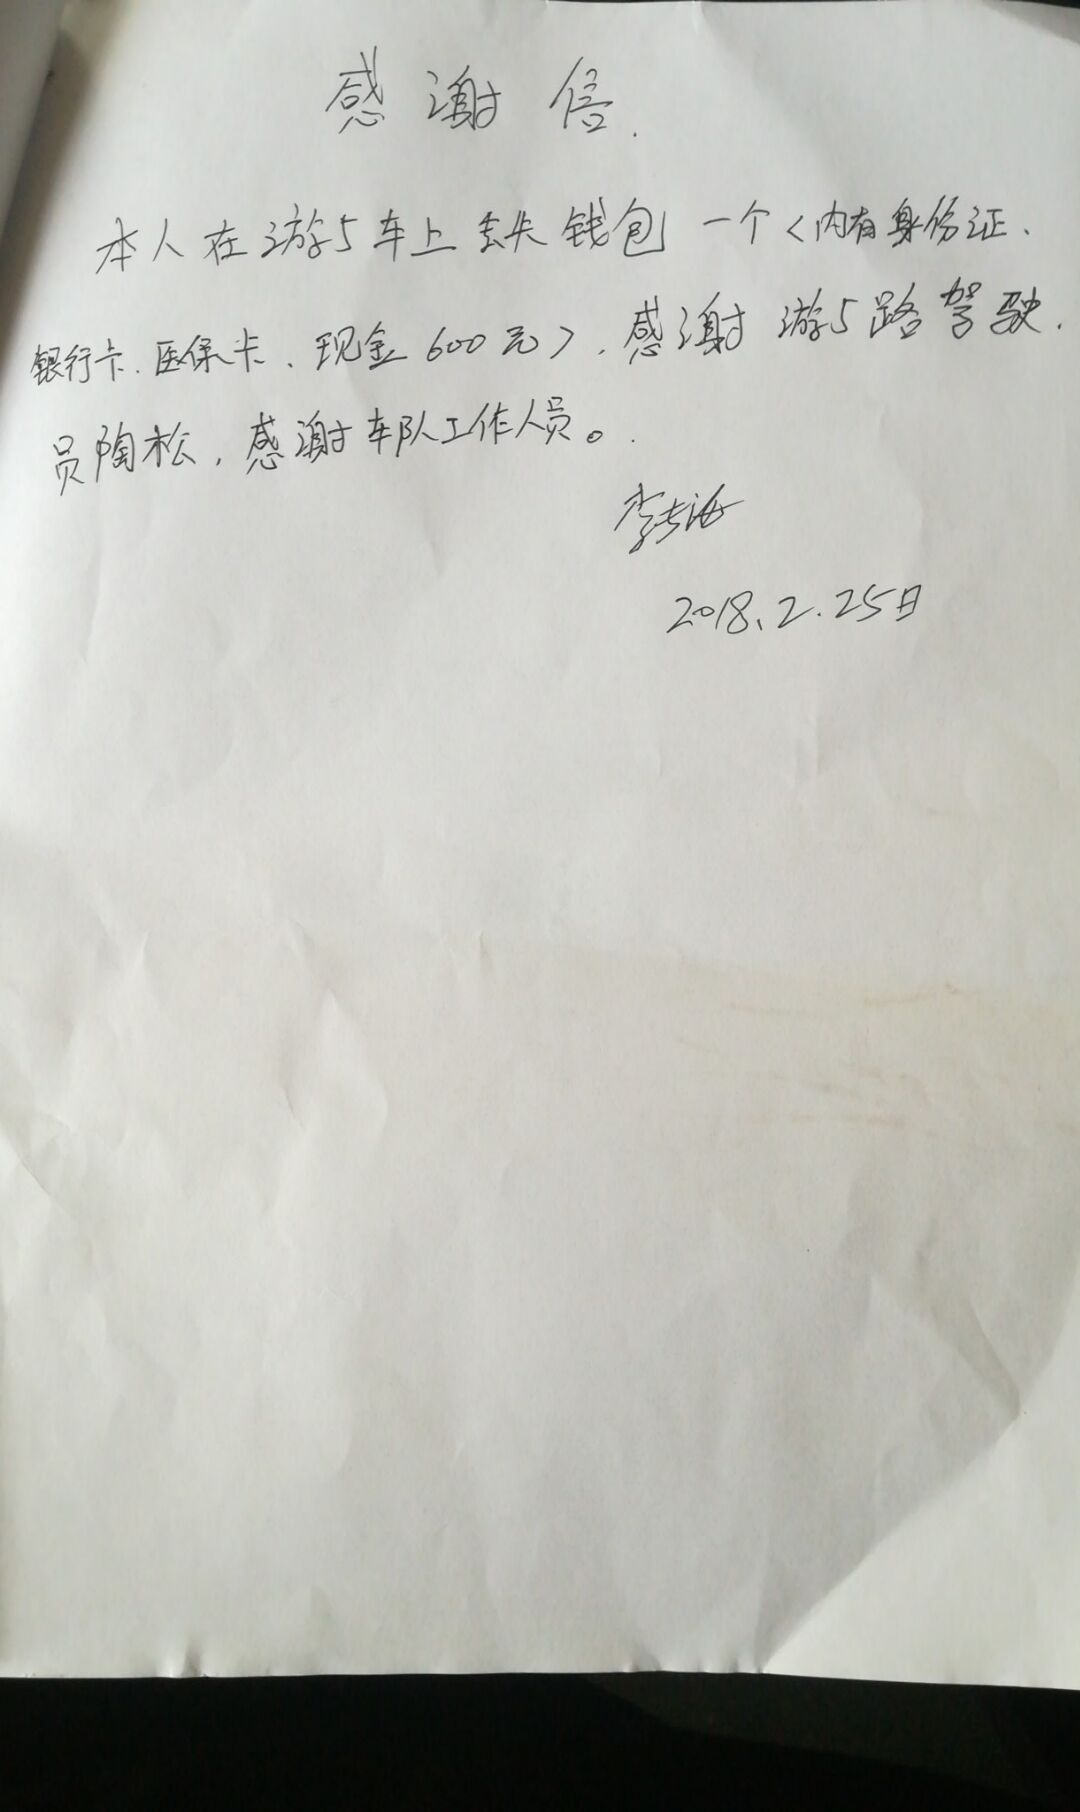 感谢信.
本人在游5车上丢失钱包一个<内有身份证、
银行卡、医保卡、现金600元>,感谢游5路驾驶.
员陶松,感谢车队工作人员。.
李海
2018、2.25日